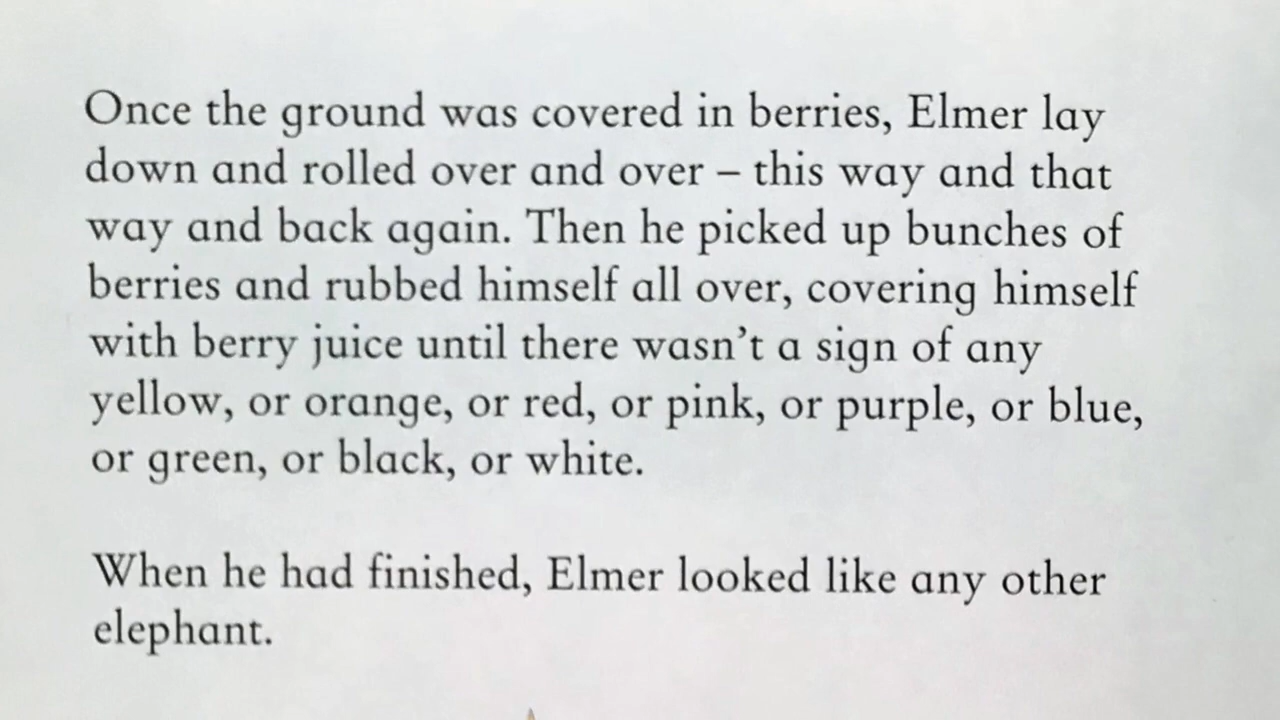 Once the ground was covered in berries, Elmer lay
down and rolled over and over – this way and that
way and back again. Then he picked up bunches of
berries and rubbed himself all over, covering himself
with berry juice until there wasn’t a sign of any
yellow, or orange, or red, or pink, or purple, or blue,
or green, or black, or white.
When he had finished, Elmer looked like any other
elephant.